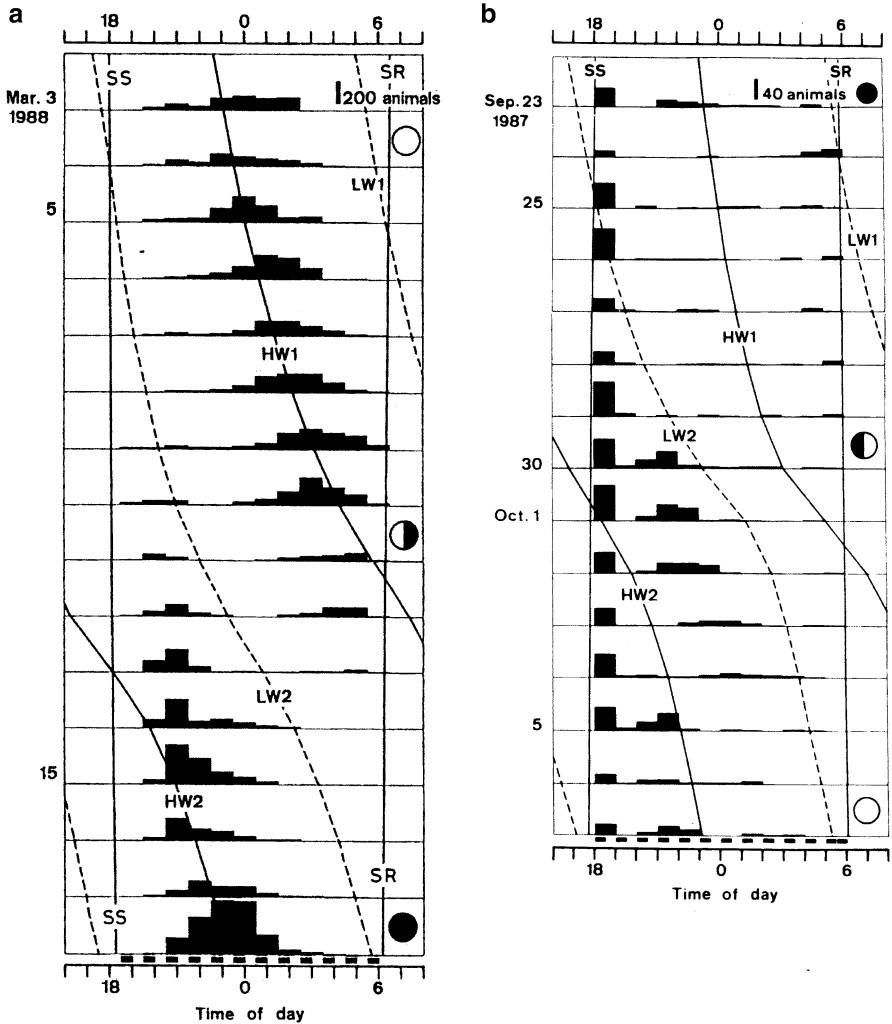 a
18 0 6
SS
SR
Mar. 3
1988
200 animals
LW1
5
HW1
LW2
15
HW2
SR
SS
18 0 6
Time of day
b
18 0 6
SS
SR
Sep. 23
1987
40 animals
25
LW1
HW1
LW2
30
Oct. 1
HW2
5
18 0 6
Time of day